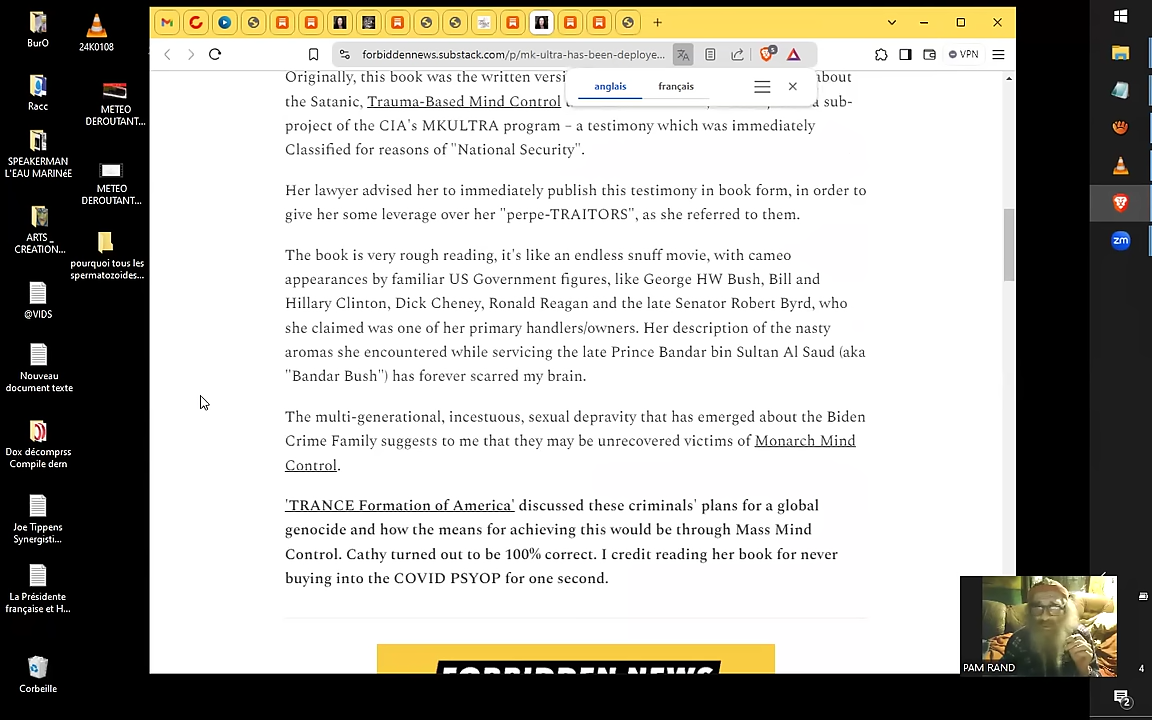 BurO
24K0108
Racc
METEO
DEROUTANT...
SPEAKERMAN
L'EAU MARINéE
METEO
DEROUTANT...
ARTS _
CREATION...
pourquoi tous les
spermatozoides...
@VIDS
Nouveau
document texte
Dox décomprss
Compile dern
Joe Tippens
Synergisti...
La Présidente
française et H...
Corbeille
forbiddennews.substack.com/p/mk-ultra-has-been-deploye...
5
VPN
anglais
français
Originally, this book was the written versi
about
the Satanic, Trauma-Based Mind Control
a sub-
project of the CIA's MKULTRA program – a testimony which was immediately
Classified for reasons of "National Security".
Her lawyer advised her to immediately publish this testimony in book form, in order to
give her some leverage over her "perpe-TRAITORS", as she referred to them.
The book is very rough reading, it's like an endless snuff movie, with cameo
appearances by familiar US Government figures, like George HW Bush, Bill and
Hillary Clinton, Dick Cheney, Ronald Reagan and the late Senator Robert Byrd, who
she claimed was one of her primary handlers/owners. Her description of the nasty
aromas she encountered while servicing the late Prince Bandar bin Sultan Al Saud (aka
"Bandar Bush") has forever scarred my brain.
The multi-generational, incestuous, sexual depravity that has emerged about the Biden
Crime Family suggests to me that they may be unrecovered victims of Monarch Mind
Control.
'TRANCE Formation of America' discussed these criminals' plans for a global
genocide and how the means for achieving this would be through Mass Mind
Control. Cathy turned out to be 100% correct. I credit reading her book for never
buying into the COVID PSYOP for one second.
FORBIDDEN NEWS
zm
PAM RAND
4
2